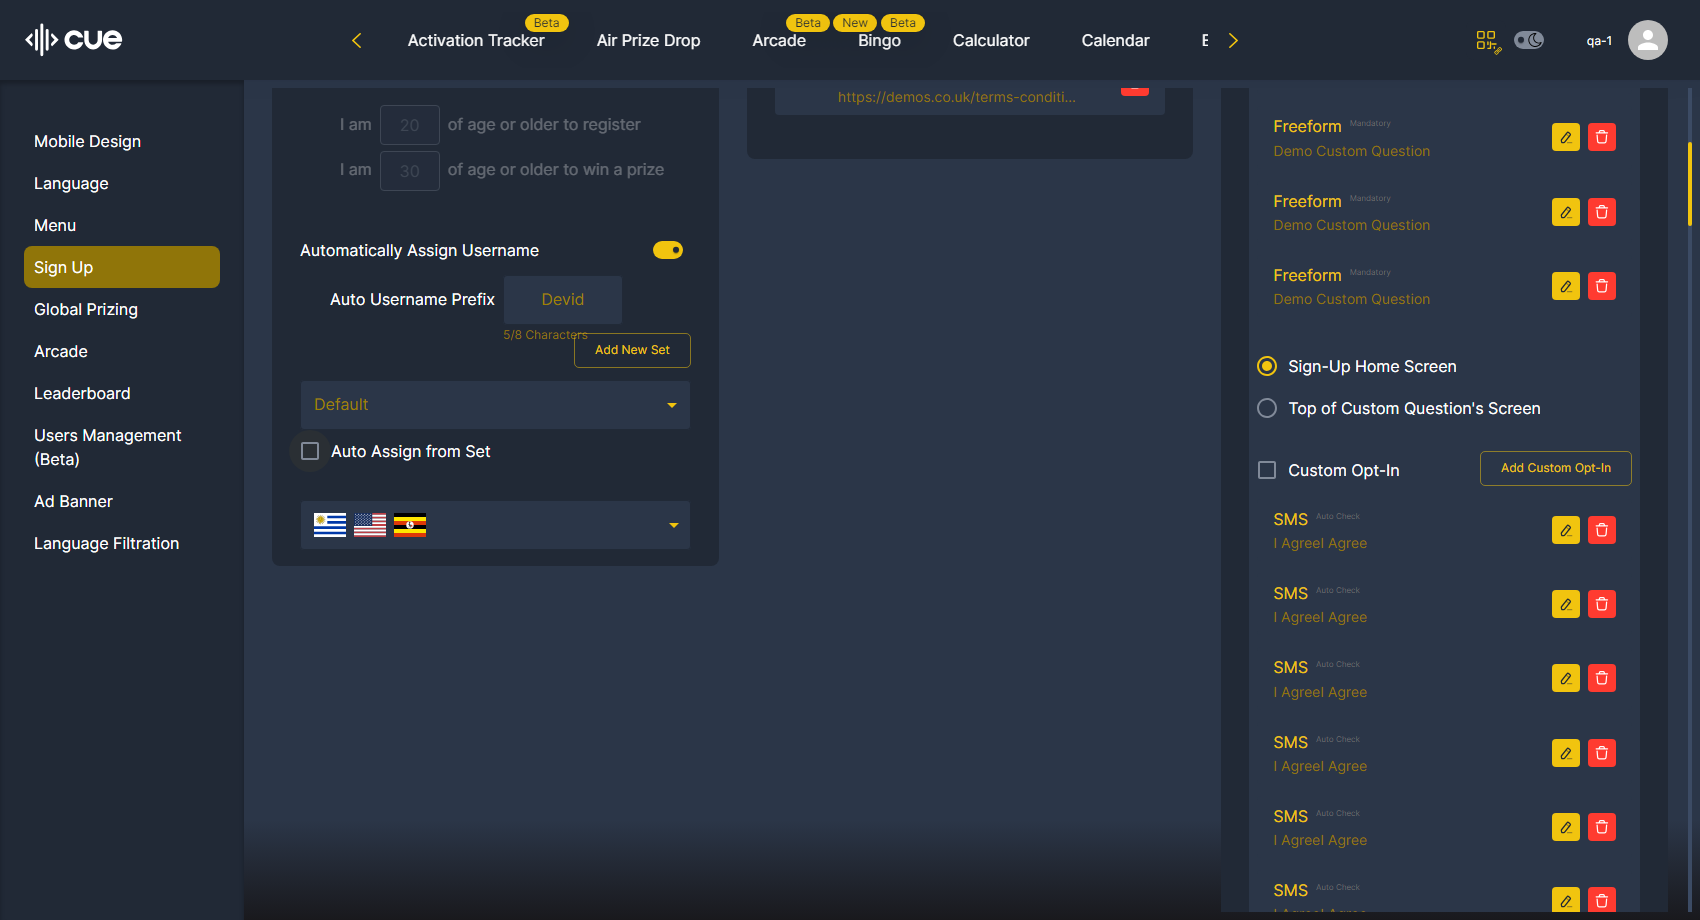 cue
Activation Tracker
Beta
Air Prize Drop
Arcade
Beta
New
Bingo
Beta
Calculator
Calendar
qa-1
Mobile Design
Language
Menu
Sign Up
Global Prizing
Arcade
Leaderboard
Users Management
(Beta)
Ad Banner
Language Filtration
I am 20 of age or older to register
I am 30 of age or older to win a prize
Automatically Assign Username
Auto Username Prefix Devid
5/8 Characters
Add New Set
Default
Auto Assign from Set
https://demos.co.uk/terms-conditi...
Freeform Mandatory
Demo Custom Question
Freeform Mandatory
Demo Custom Question
Freeform Mandatory
Demo Custom Question
Sign-Up Home Screen
Top of Custom Question's Screen
Custom Opt-In Add Custom Opt-In
SMS Auto Check
I AgreeI Agree
SMS Auto Check
I AgreeI Agree
SMS Auto Check
I AgreeI Agree
SMS Auto Check
I AgreeI Agree
SMS Auto Check
I AgreeI Agree
SMS Auto Check